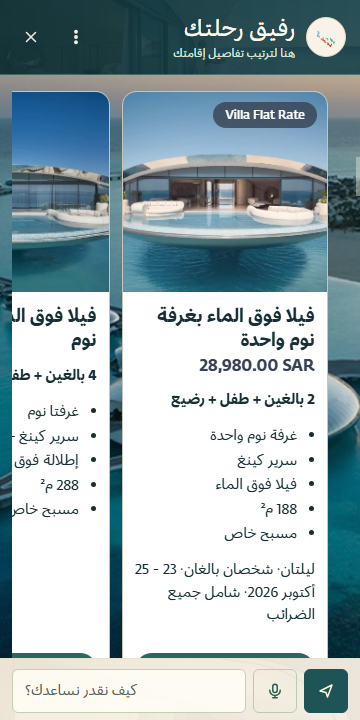 رفيق رحلتك
هنا لترتيب تفاصيل إقامتك
Villa Flat Rate
فيلا فوق الماء بغرفة
نوم واحدة
28,980.00 SAR
2 بالغين + طفل + رضيع
غرفة نوم واحدة
سرير كينغ
فيلا فوق الماء
188 م²
مسبح خاص
ليلتان· شخصان بالغان· 23 - 25
أكتوبر 2026· شامل جميع
الضرائب
فيلا فوق
نوم
4 بالغين +
غرفتا نوم
سرير كينغ
إطلالة فوق
288 م²
مسبح خاص
كيف نقدر نساعدك؟